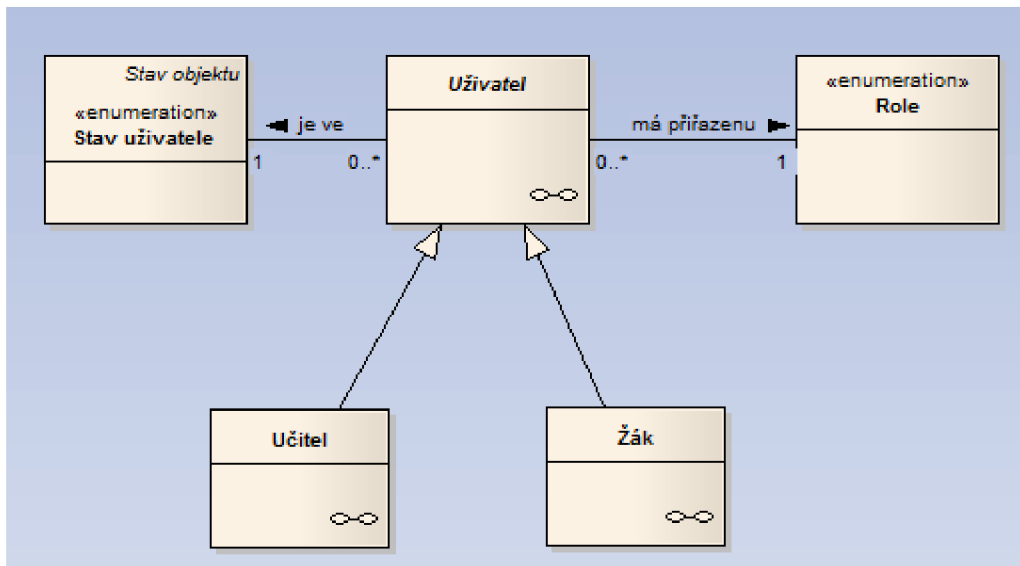 Stav objektu
«enumeration»
Stav uživatele
Uživatel
«enumeration»
Role
je ve
má přiřazenu
1
0..*
0..*
1
Učitel
Žák